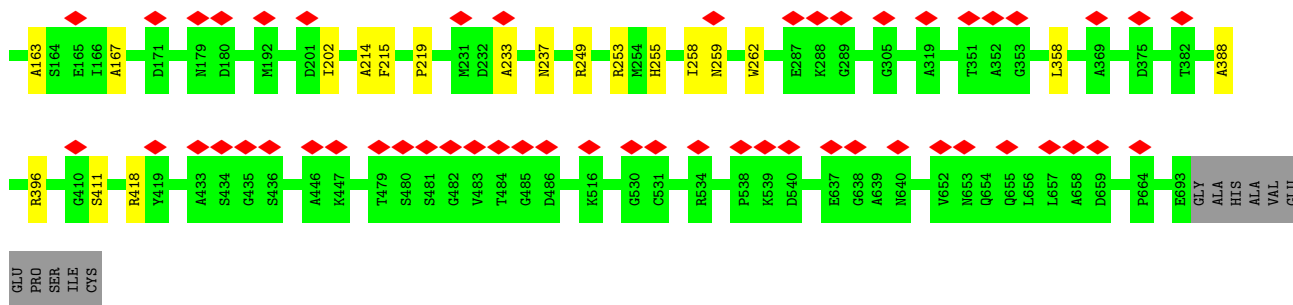 A163 S164 E165 I166 A167 D171 N179 D180 M192 D201 I202 A214 F215 P219 M231 D232 A233 N237 R249 R253 M254 H255 I258 N259 W262 E287 K288 G289 G305 A319 T351 A352 G353 L358 A369 D375 T382 A388
R396 G410 S411 R418 Y419 A433 S434 G435 S436 A446 K447 T479 S480 S481 G482 V483 T484 G485 D486 K516 G530 C531 R534 P538 K539 D540 E637 G638 A639 N640 V652 N653 Q654 Q655 L656 L657 A658 D659 P664 E693 GLY ALA HIS ALA VAL GLU
GLU PRO SER ILE CYS